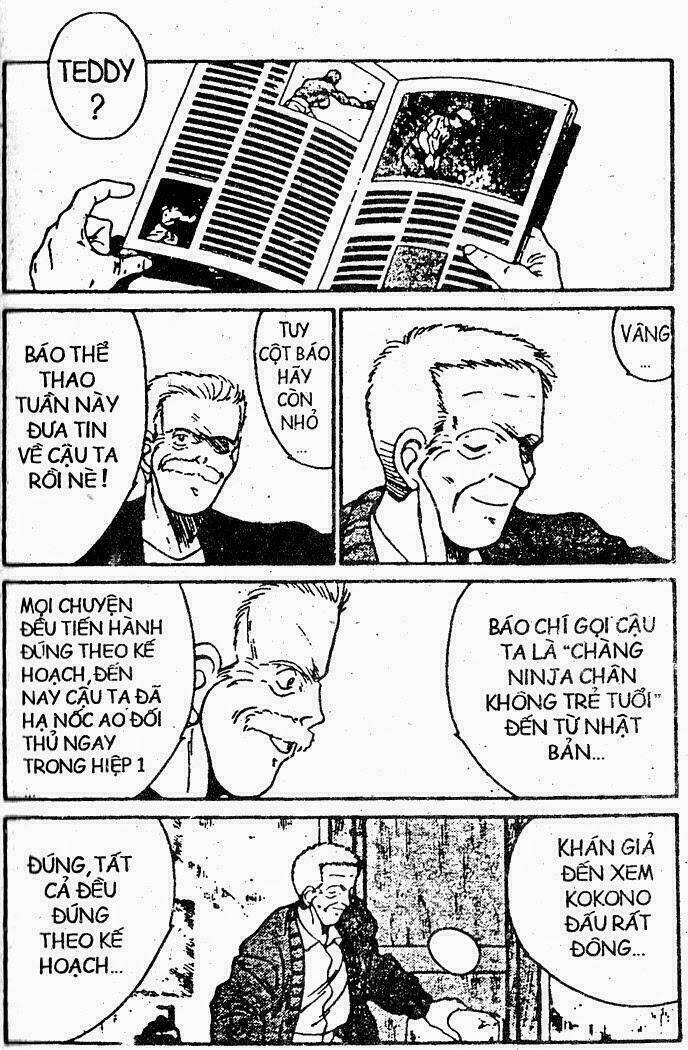 TEDDY
?
BÁO THỂ
THAO
TUẦN NÀY
ĐƯA TIN
VỀ CẬU TA
RỒI NÈ!
TUY
CỘT BÁO
HÃY
CÒN
NHỎ
...
VÂNG
...
MỌI CHUYỆN
ĐỀU TIẾN HÀNH
ĐÚNG THEO KẾ
HOẠCH, ĐẾN
NAY CẬU TA ĐÃ
HẠ NỐC AO ĐỐI
THỦ NGAY
TRONG HIỆP 1
...
BÁO CHÍ GỌI CẬU
TA LÀ “CHÀNG
NINJA CHÂN
KHÔNG TRẺ TUỔI”
ĐẾN TỪ NHẬT
BẢN...
ĐÚNG, TẤT
CẢ ĐỀU
ĐÚNG
THEO KẾ
HOẠCH...
KHÁN GIẢ
ĐẾN XEM
KOKONO
ĐẤU RẤT
ĐÔNG...